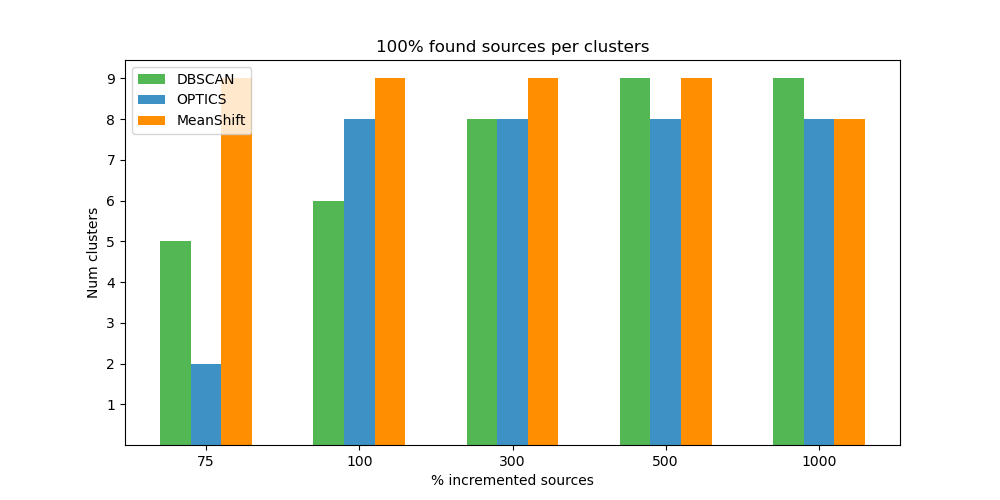 100% found sources per clusters
DBSCAN
OPTICS
MeanShift
Num clusters
9
8
7
6
5
4
3
2
1
75 100 300 500 1000
% incremented sources